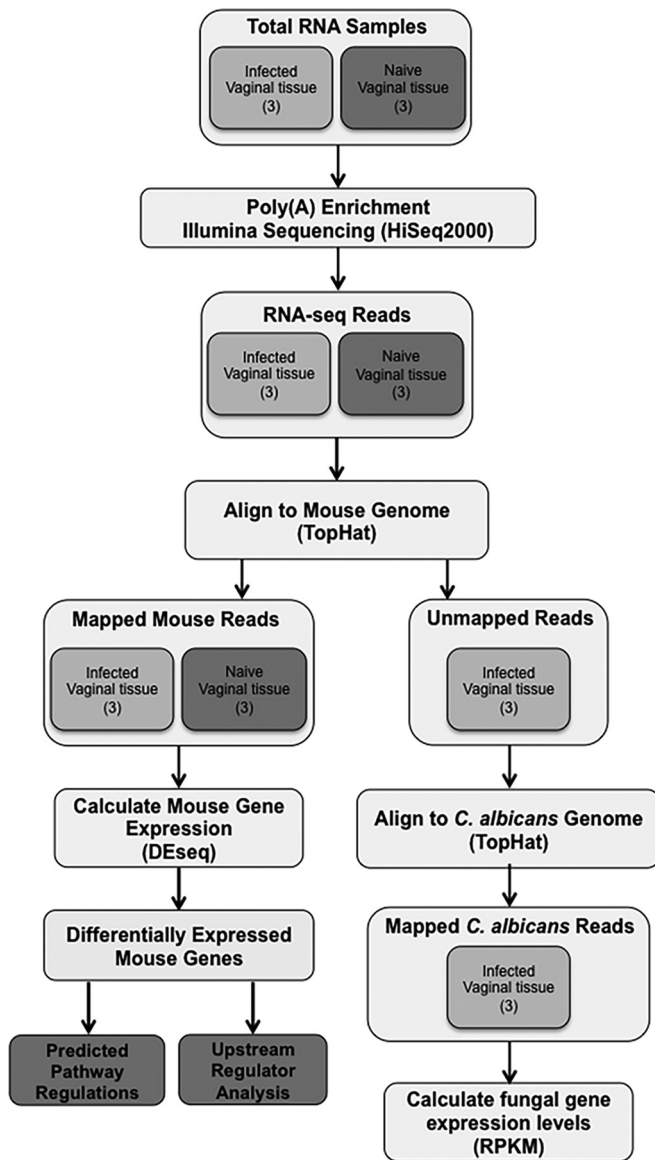 Total RNA Samples
Infected
Vaginal tissue
(3)
Naive
Vaginal tissue
(3)
Poly(A) Enrichment
Illumina Sequencing (HiSeq2000)
RNA-seq Reads
Infected
Vaginal tissue
(3)
Naive
Vaginal tissue
(3)
Align to Mouse Genome
(TopHat)
Mapped Mouse Reads
Infected
Vaginal tissue
(3)
Naive
Vaginal tissue
(3)
Unmapped Reads
Infected
Vaginal tissue
(3)
Calculate Mouse Gene
Expression
(DEseq)
Align to C. albicans Genome
(TopHat)
Differentially Expressed
Mouse Genes
Mapped C. albicans Reads
Infected
Vaginal tissue
(3)
Predicted
Pathway
Regulations
Upstream
Regulator
Analysis
Calculate fungal gene
expression levels
(RPKM)